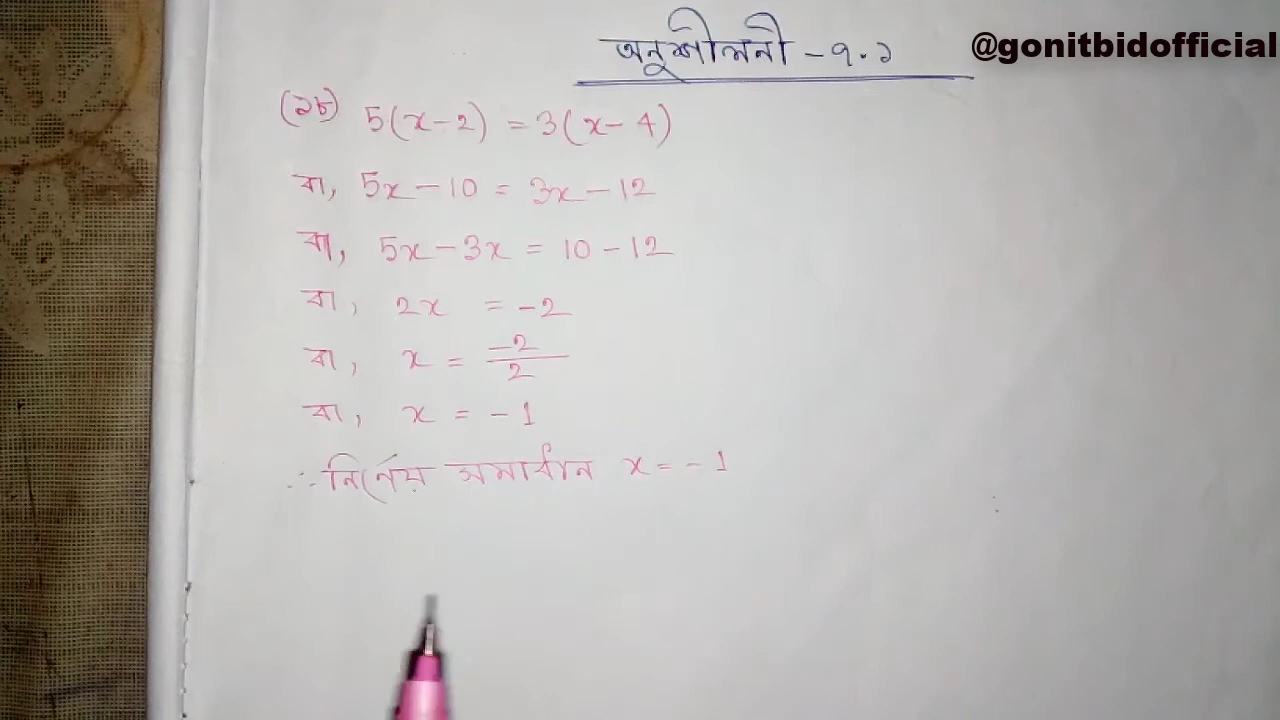 অনুশীলনী - ৭.১
@gonitbidofficial
(১৮) 5(x-2) = 3(x-4)
বা, 5x-10 = 3x-12
বা, 5x-3x = 10-12
বা, 2x = -2
বা, x = -2/2
বা, x = -1
∴ নির্ণেয় সমাধান x = -1